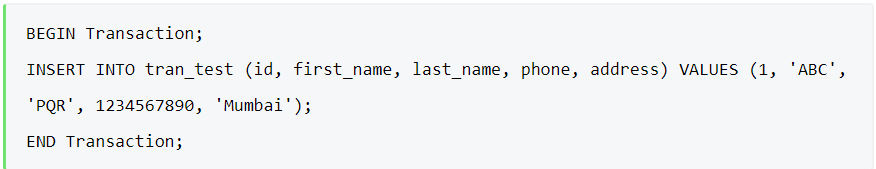 BEGIN Transaction;
INSERT INTO tran_test (id, first_name, last_name, phone, address) VALUES (1, 'ABC',
'PQR', 1234567890, 'Mumbai');
END Transaction;